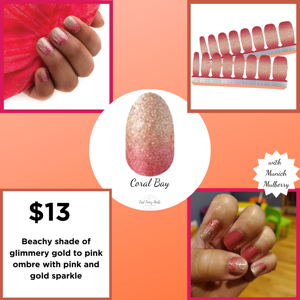 Coral Bay
with
Munich
Mulberry
$13
Beachy shade of
glimmery gold to pink
ombre with pink and
gold sparkle